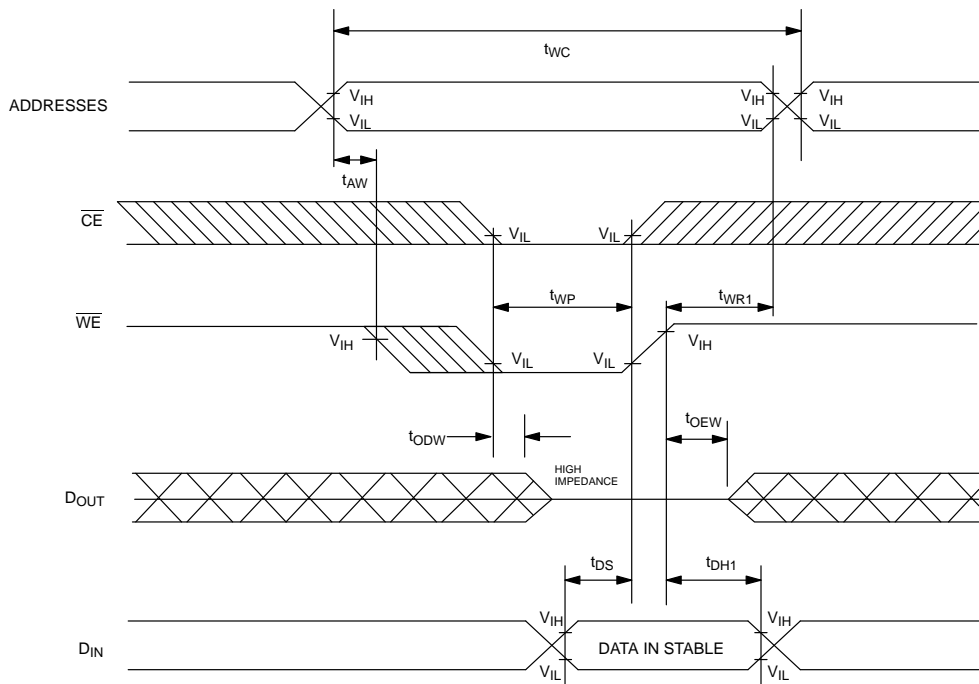 tWC
ADDRESSES
VIH VIH VIH
VIL VIL VIL
tAW
CE
VIL VIL
tWP tWR1
WE
VIH VIH
VIL VIL
tODW tOEW
HIGH
IMPEDANCE
DOUT
tDS tDH1
VIH VIH
DIN DATA IN STABLE
VIL VIL